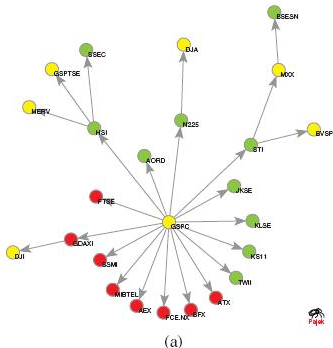 BSESN
SSEC
DJA
GSPTSE
MXX
MERV
N225
HSI
BVSP
STI
AORD
JKSE
FTSE
GSPC
KLSE
GDAXI
DJI
KS11
SSMI
TWII
MIBTEL
ATX
AEX
FCE.NX
BFX
Pajek
(a)